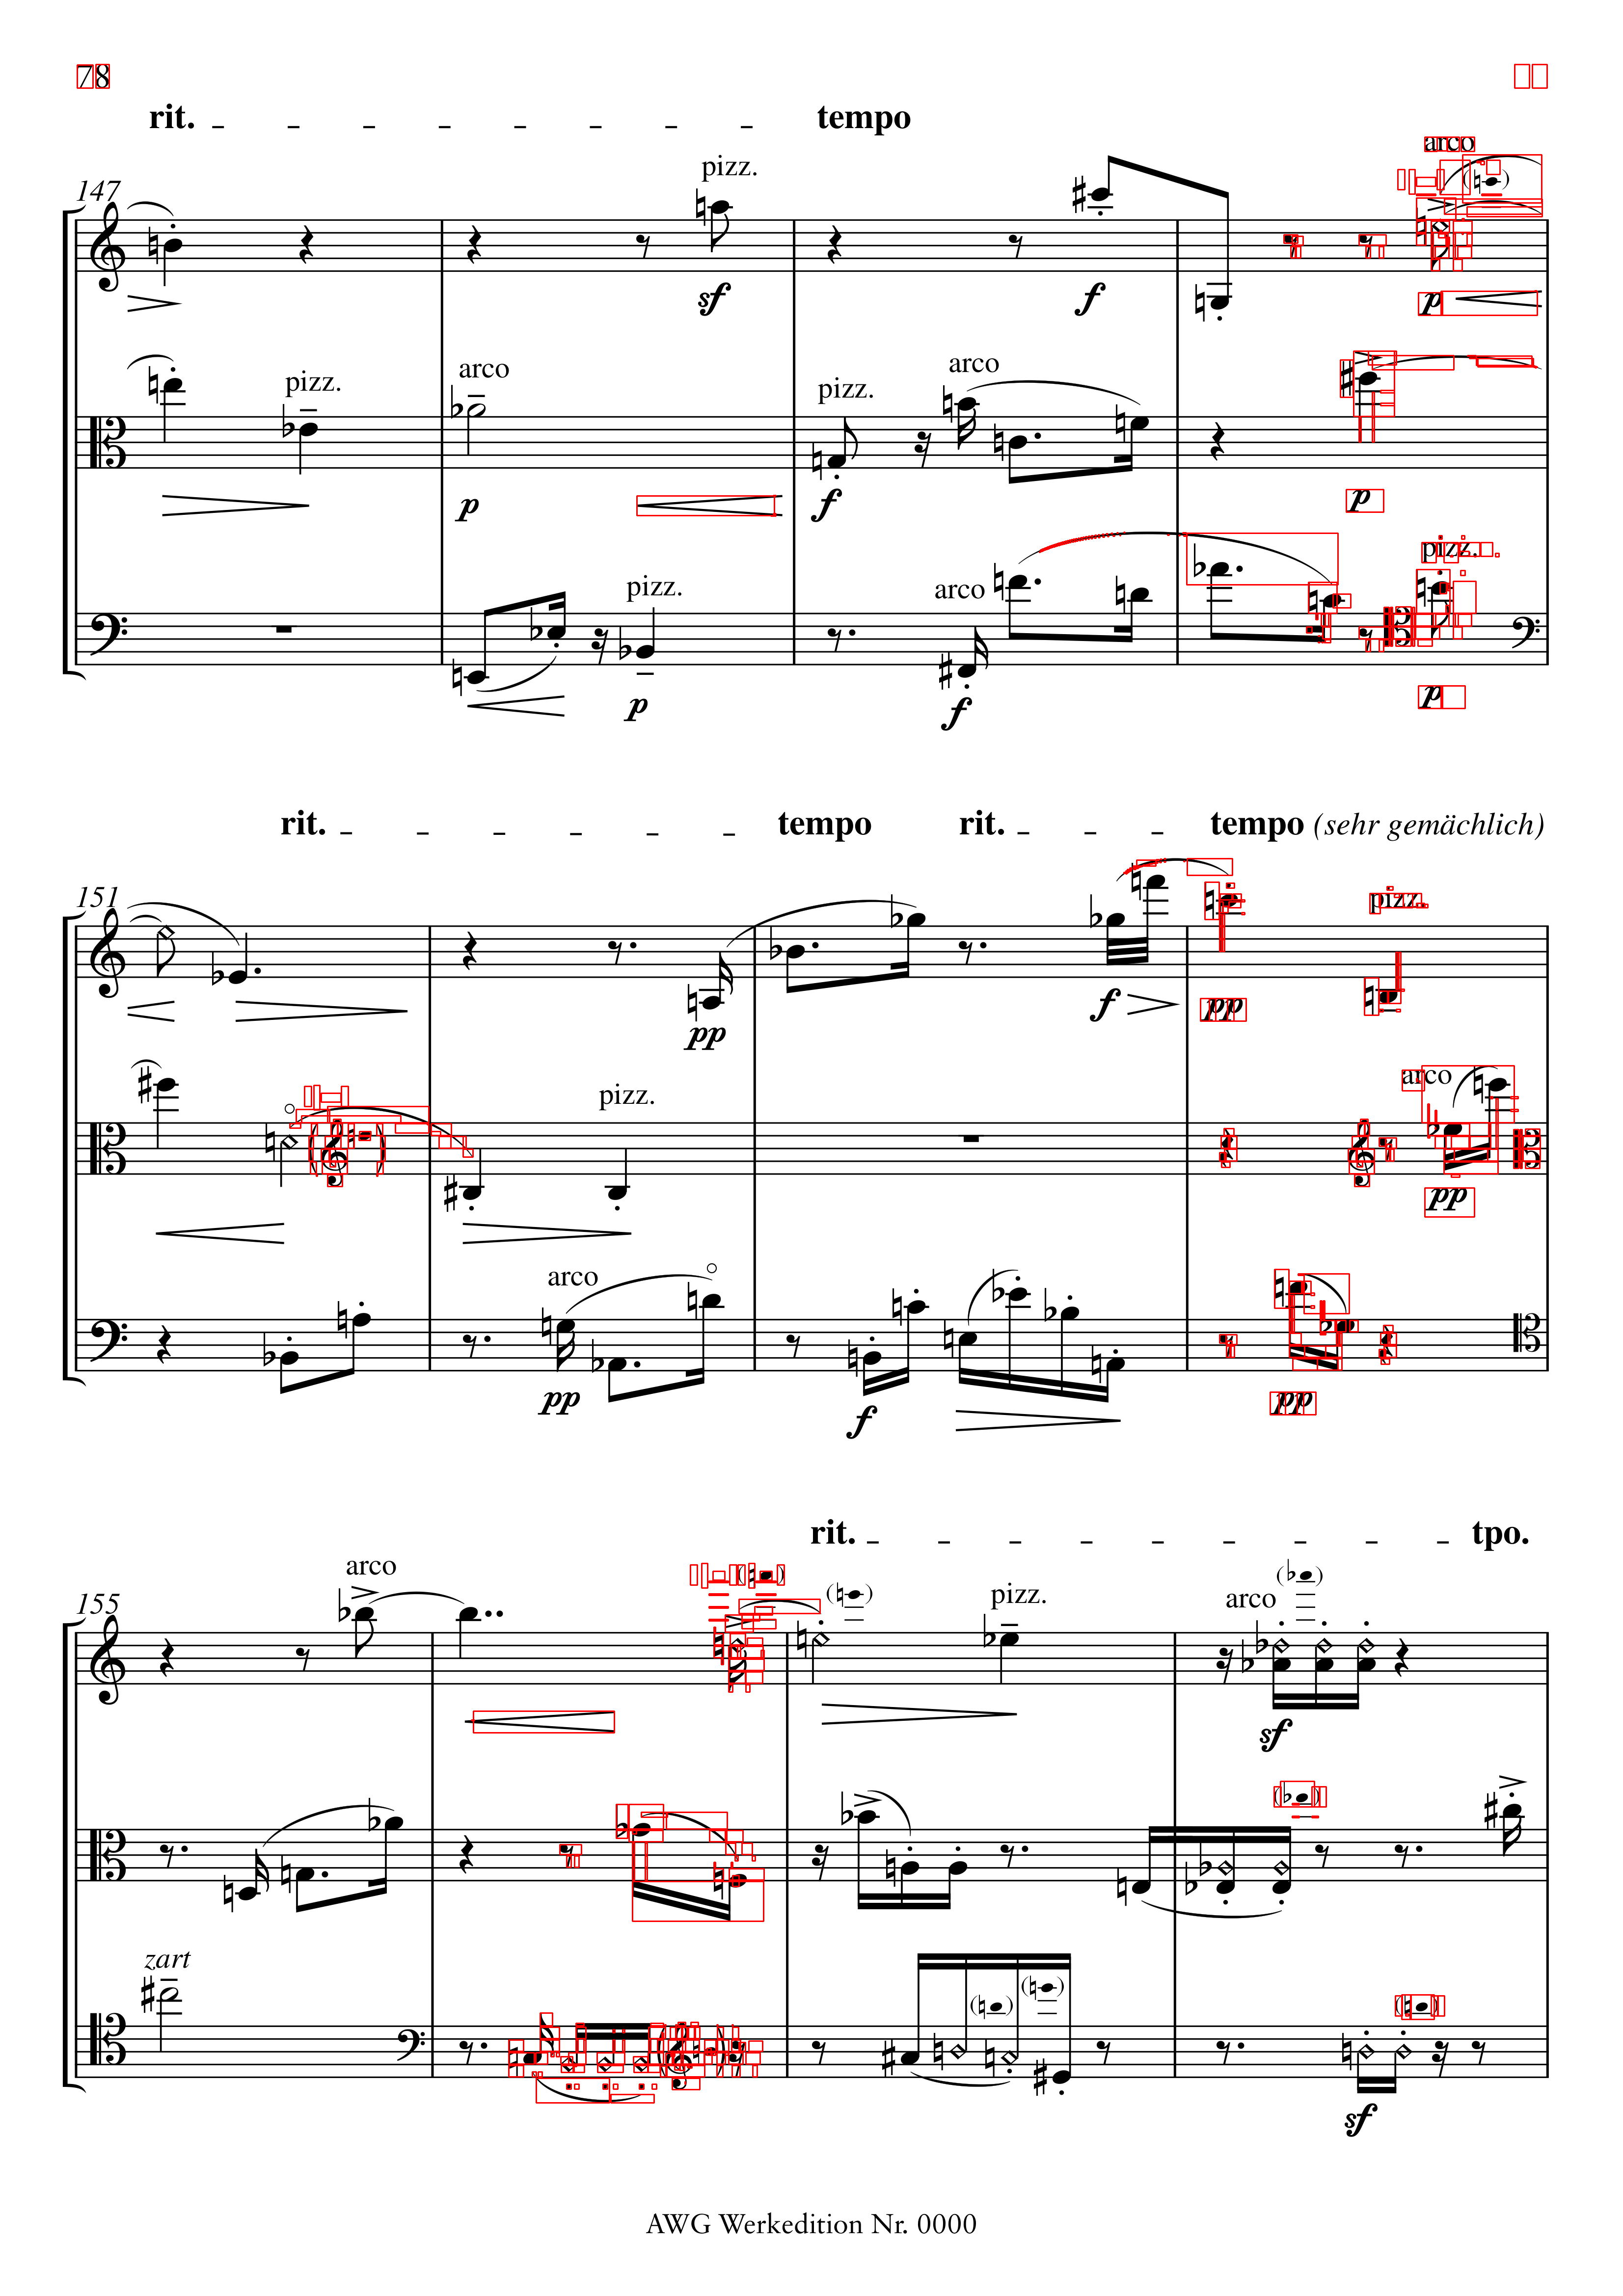 78
rit. tempo
arco
pizz.
147
sf f p
arco
pizz. arco pizz.
p f p
pizz. pizz.
arco
p f p
rit. tempo rit. tempo (sehr gemächlich)
151
pizz.
pp f pp
arco
pizz.
pp
arco
pp f pp
rit. tpo.
arco
pizz.
155 arco
sf
zart
sf
AWG Werkedition Nr. 0000